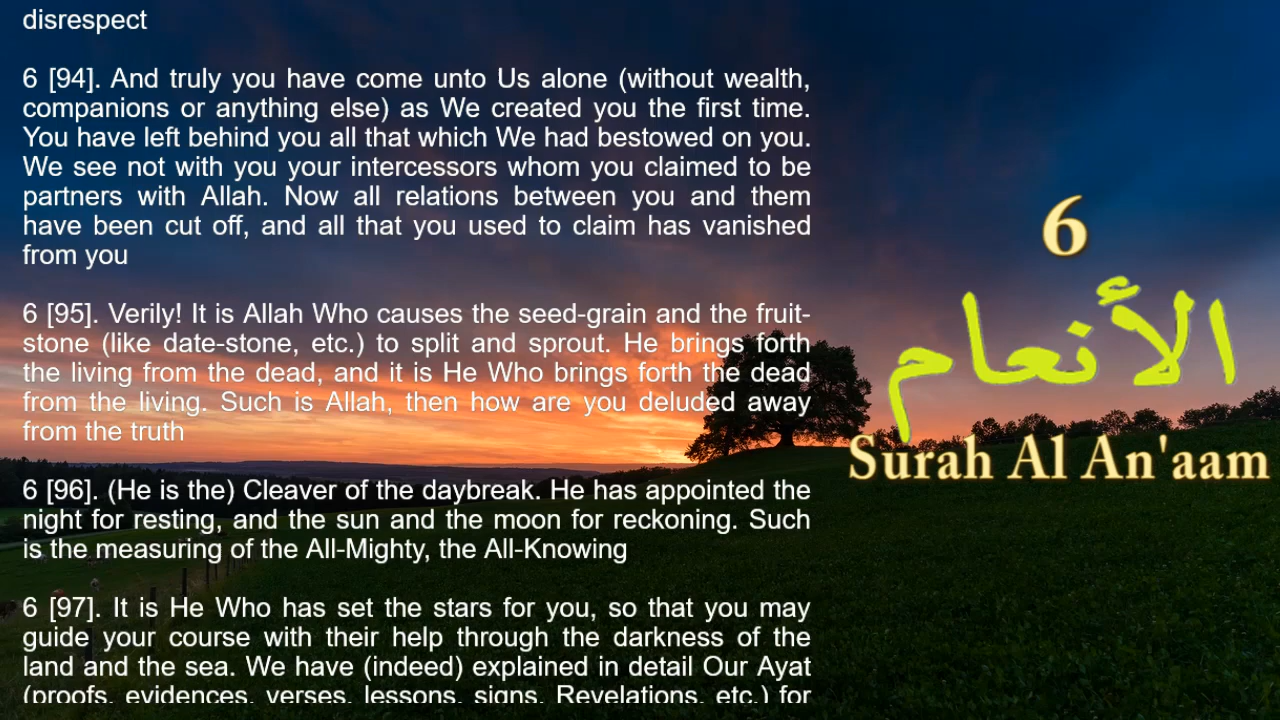 disrespect
6 [94]. And truly you have come unto Us alone (without wealth,
companions or anything else) as We created you the first time.
You have left behind you all that which We had bestowed on you.
We see not with you your intercessors whom you claimed to be
partners with Allah. Now all relations between you and them
have been cut off, and all that you used to claim has vanished
from you
6 [95]. Verily! It is Allah Who causes the seed-grain and the fruit-
stone (like date-stone, etc.) to split and sprout. He brings forth
the living from the dead, and it is He Who brings forth the dead
from the living. Such is Allah, then how are you deluded away
from the truth
6 [96]. (He is the) Cleaver of the daybreak. He has appointed the
night for resting, and the sun and the moon for reckoning. Such
is the measuring of the All-Mighty, the All-Knowing
6 [97]. It is He Who has set the stars for you, so that you may
guide your course with their help through the darkness of the
land and the sea. We have (indeed) explained in detail Our Ayat
(proofs, evidences, verses, lessons, signs, Revelations, etc.) for
6
الأنعام
Surah Al An'aam